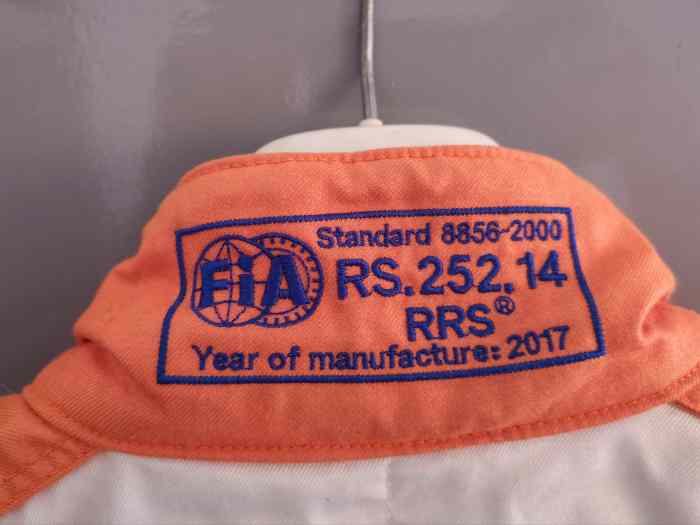 FiA
Standard 8856-2000
RS.252.14
RRS®
Year of manufacture: 2017